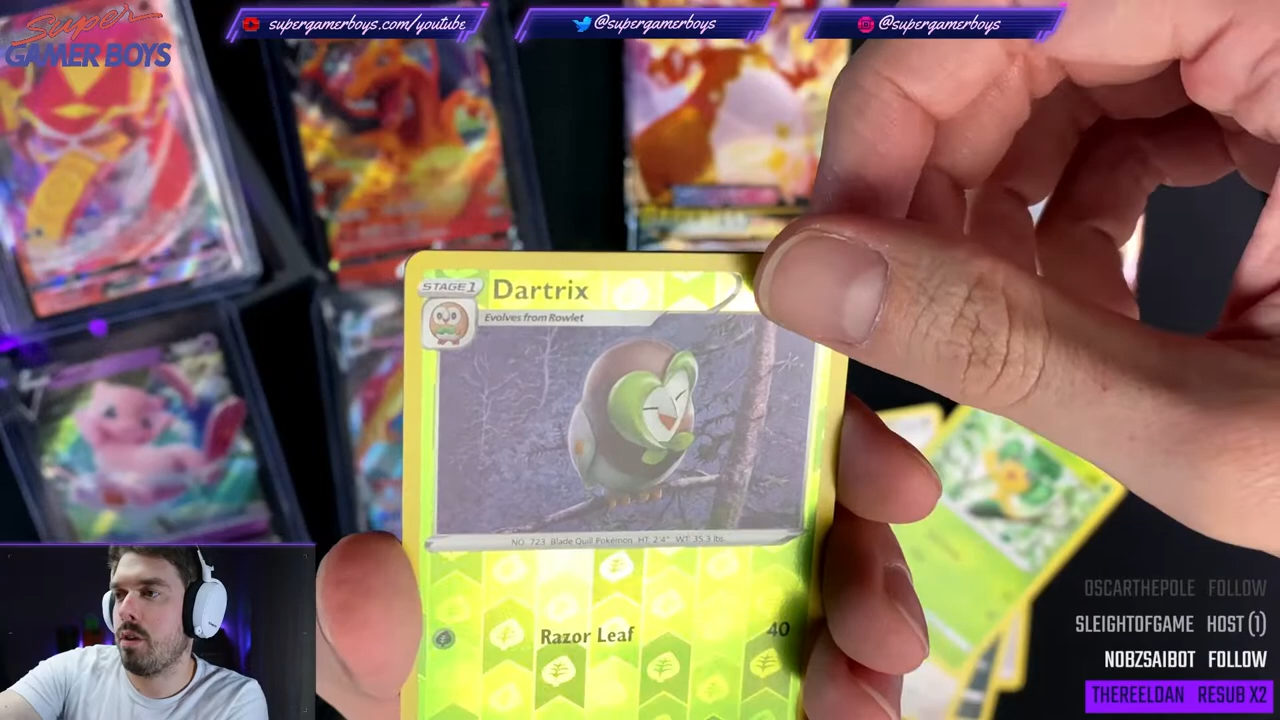 Super
GAMER BOYS
supergamerboys.com/youtube
@supergamerboys
@supergamerboys
STAGE 1
Dartrix
Evolves from Rowlet
NO. 723 Blade Quill Pokémon HT: 2'4" WT: 35.3 lbs.
Razor Leaf 40
OSCARTHEPOLE FOLLOW
SLEIGHTOFGAME HOST (1)
NOBZSAIBOT FOLLOW
THEREELDAN RESUB X2